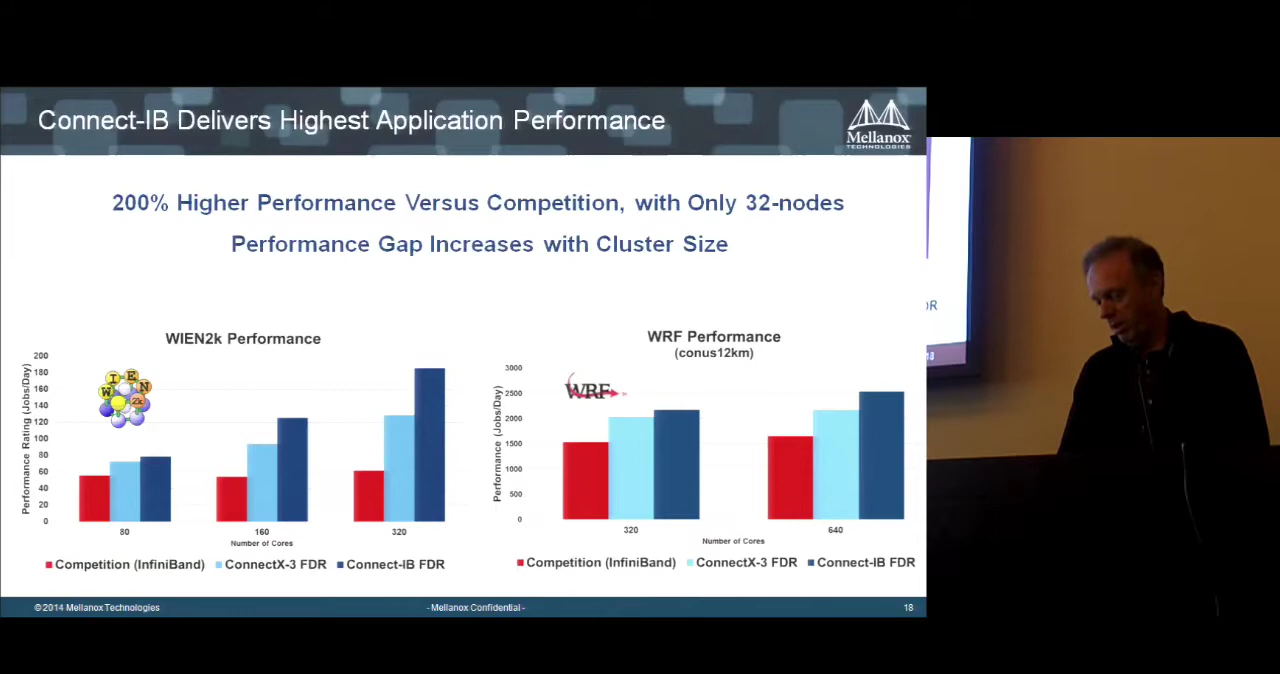 Connect-IB Delivers Highest Application Performance
Mellanox
TECHNOLOGIES
200% Higher Performance Versus Competition, with Only 32-nodes
Performance Gap Increases with Cluster Size
WIEN2k Performance
Performance Rating (Jobs/Day)
200
180
160
140
120
100
80
60
40
20
0
W I E N 2k
80
160
320
Number of Cores
Competition (InfiniBand) ConnectX-3 FDR Connect-IB FDR
WRF Performance
(conus12km)
Performance (Jobs/Day)
3000
2500
2000
1500
1000
500
0
WRF
320
640
Number of Cores
Competition (InfiniBand) ConnectX-3 FDR Connect-IB FDR
© 2014 Mellanox Technologies
- Mellanox Confidential -
18
DR
18